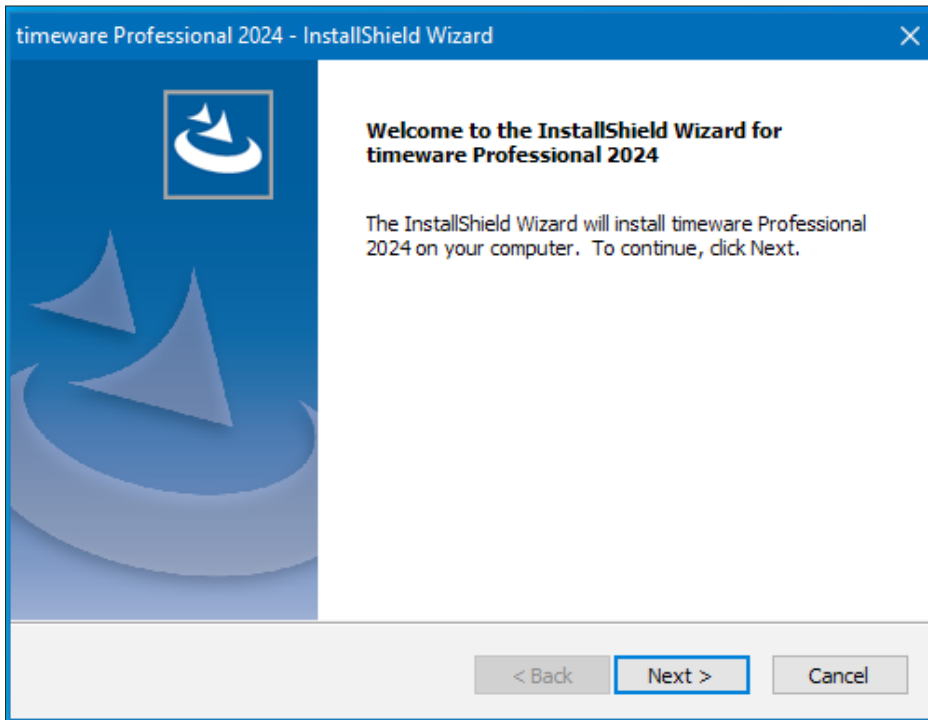 timeware Professional 2024 - InstallShield Wizard
Welcome to the InstallShield Wizard for
timeware Professional 2024
The InstallShield Wizard will install timeware Professional
2024 on your computer.  To continue, click Next.
< Back
Next >
Cancel